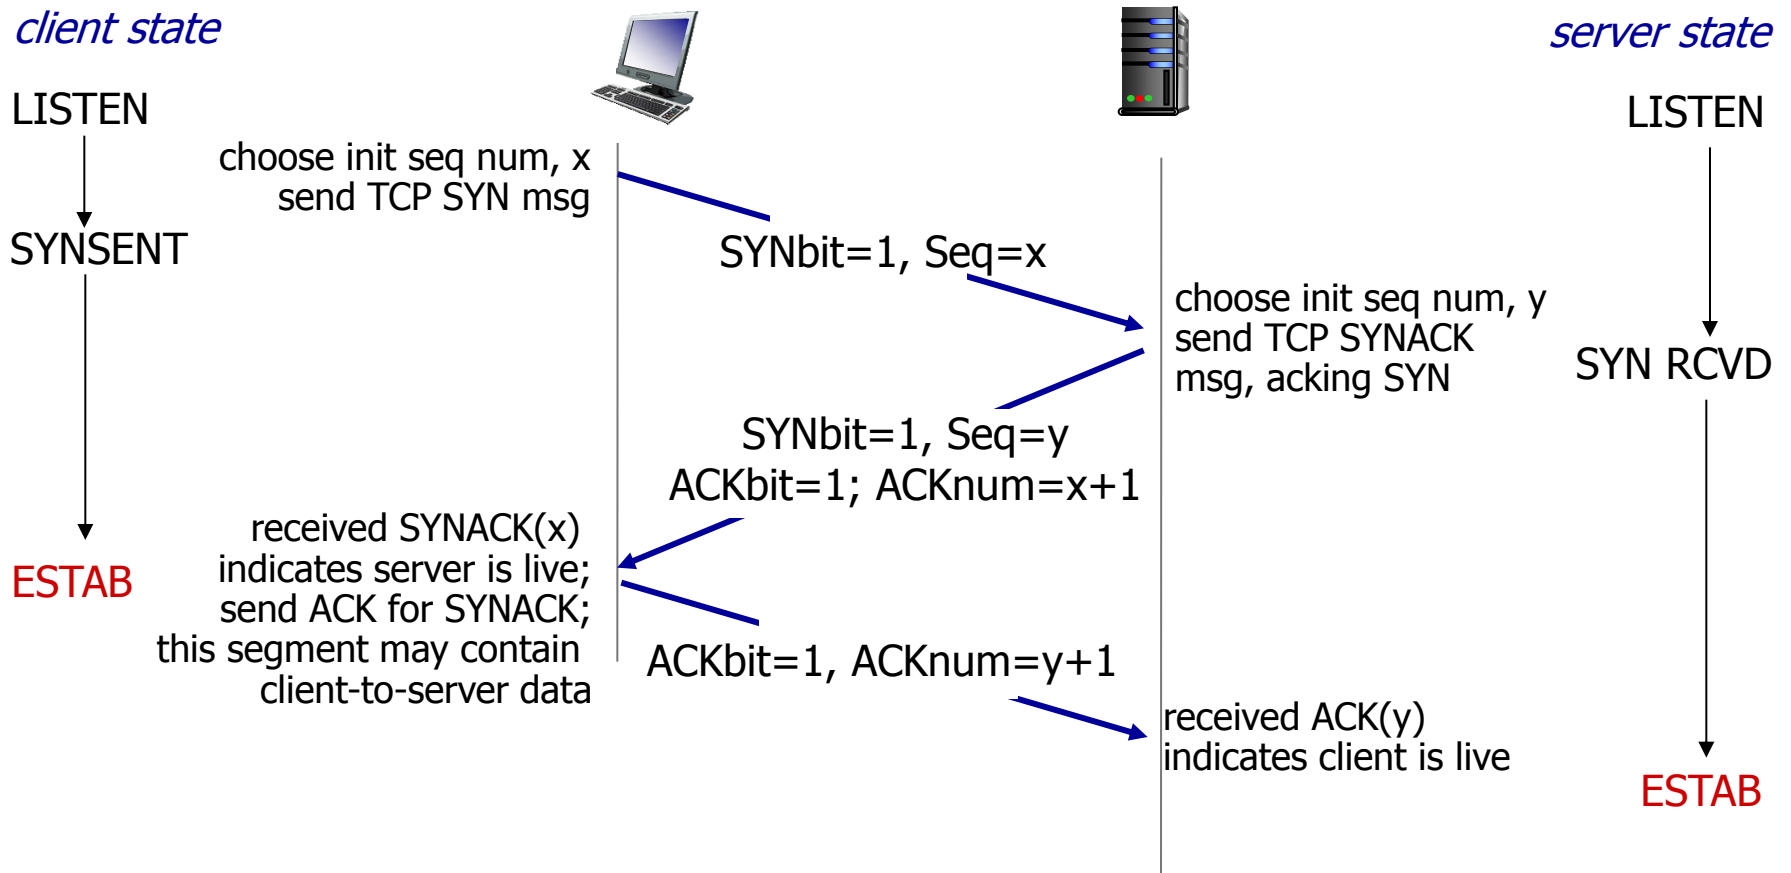 client state
server state
LISTEN
LISTEN
choose init seq num, x
send TCP SYN msg
SYNSENT
SYNbit=1, Seq=x
choose init seq num, y
send TCP SYNACK
msg, acking SYN
SYN RCVD
SYNbit=1, Seq=y
ACKbit=1; ACKnum=x+1
received SYNACK(x)
indicates server is live;
send ACK for SYNACK;
this segment may contain
client-to-server data
ESTAB
ACKbit=1, ACKnum=y+1
received ACK(y)
indicates client is live
ESTAB